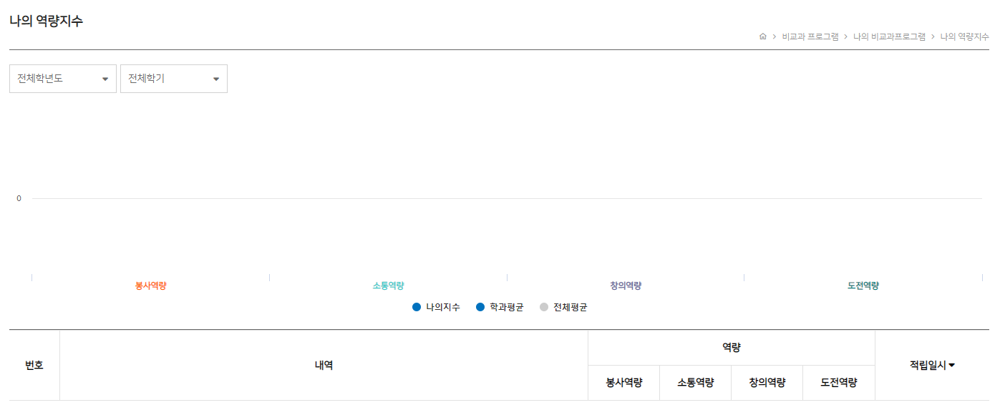 나의 역량지수
비교과 프로그램 > 나의 비교과프로그램 > 나의 역량지수
전체학년도 전체학기
0
봉사역량 소통역량 창의역량 도전역량
나의지수 학과평균 전체평균
번호 내역 역량 적립일시
봉사역량 소통역량 창의역량 도전역량